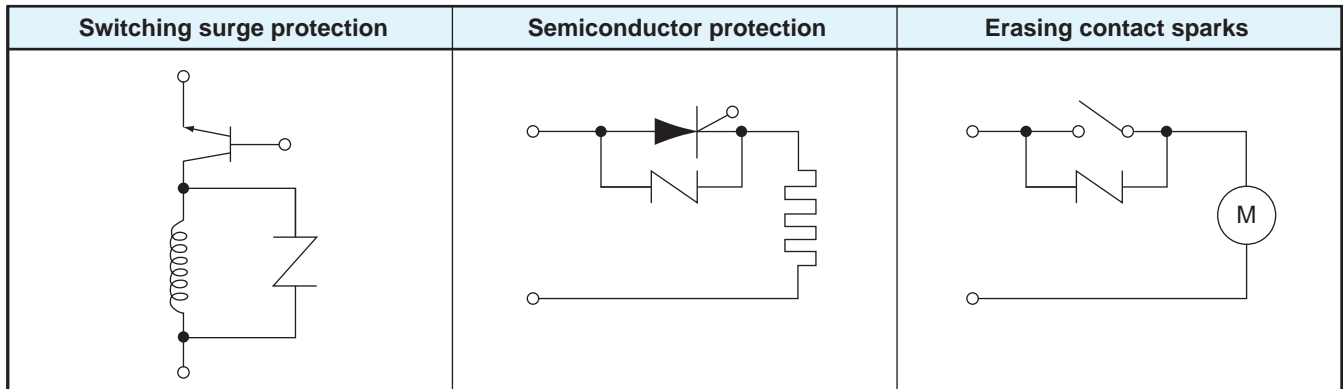 Switching surge protection
Semiconductor protection
Erasing contact sparks
M